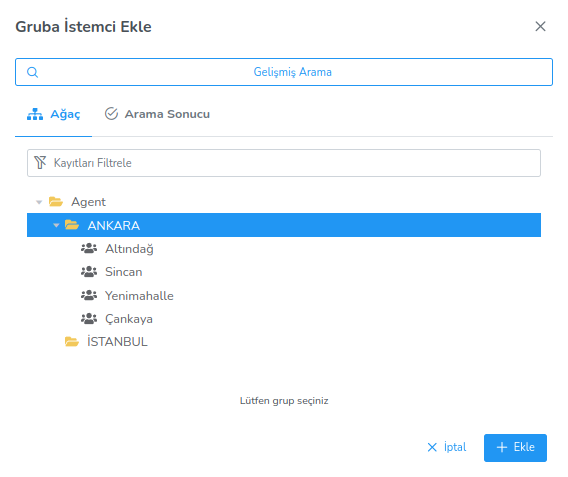 Gruba İstemci Ekle
Gelişmiş Arama
Ağaç Arama Sonucu
Kayıtları Filtrele
Agent
ANKARA
Altındağ
Sincan
Yenimahalle
Çankaya
İSTANBUL
Lütfen grup seçiniz
İptal Ekle